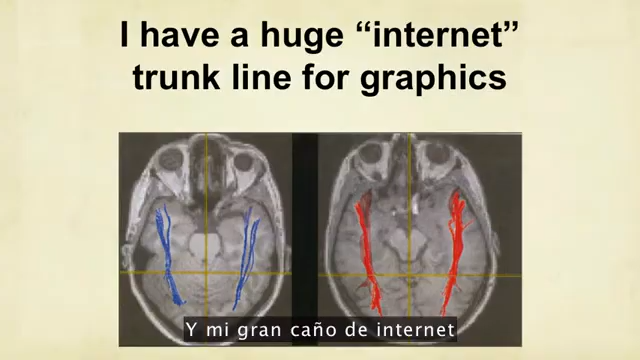 I have a huge “internet”
trunk line for graphics
Y mi gran caño de internet